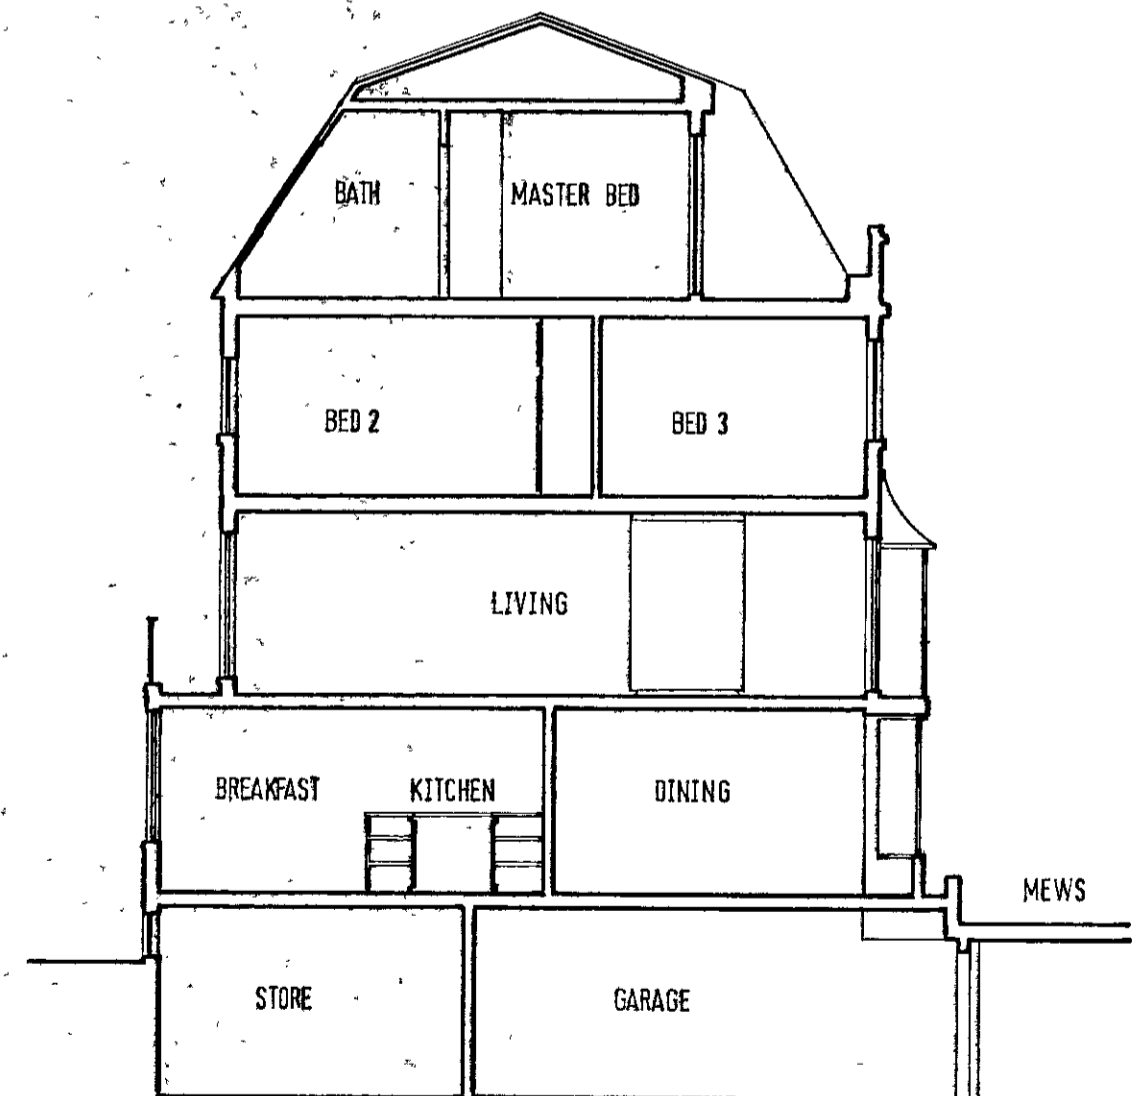 BATH MASTER BED
BED 2 BED 3
LIVING
BREAKFAST KITCHEN DINING
MEWS
STORE GARAGE